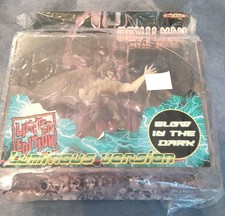 LIMITED
EDITION
GLOW
IN THE
DARK
Luminous Version